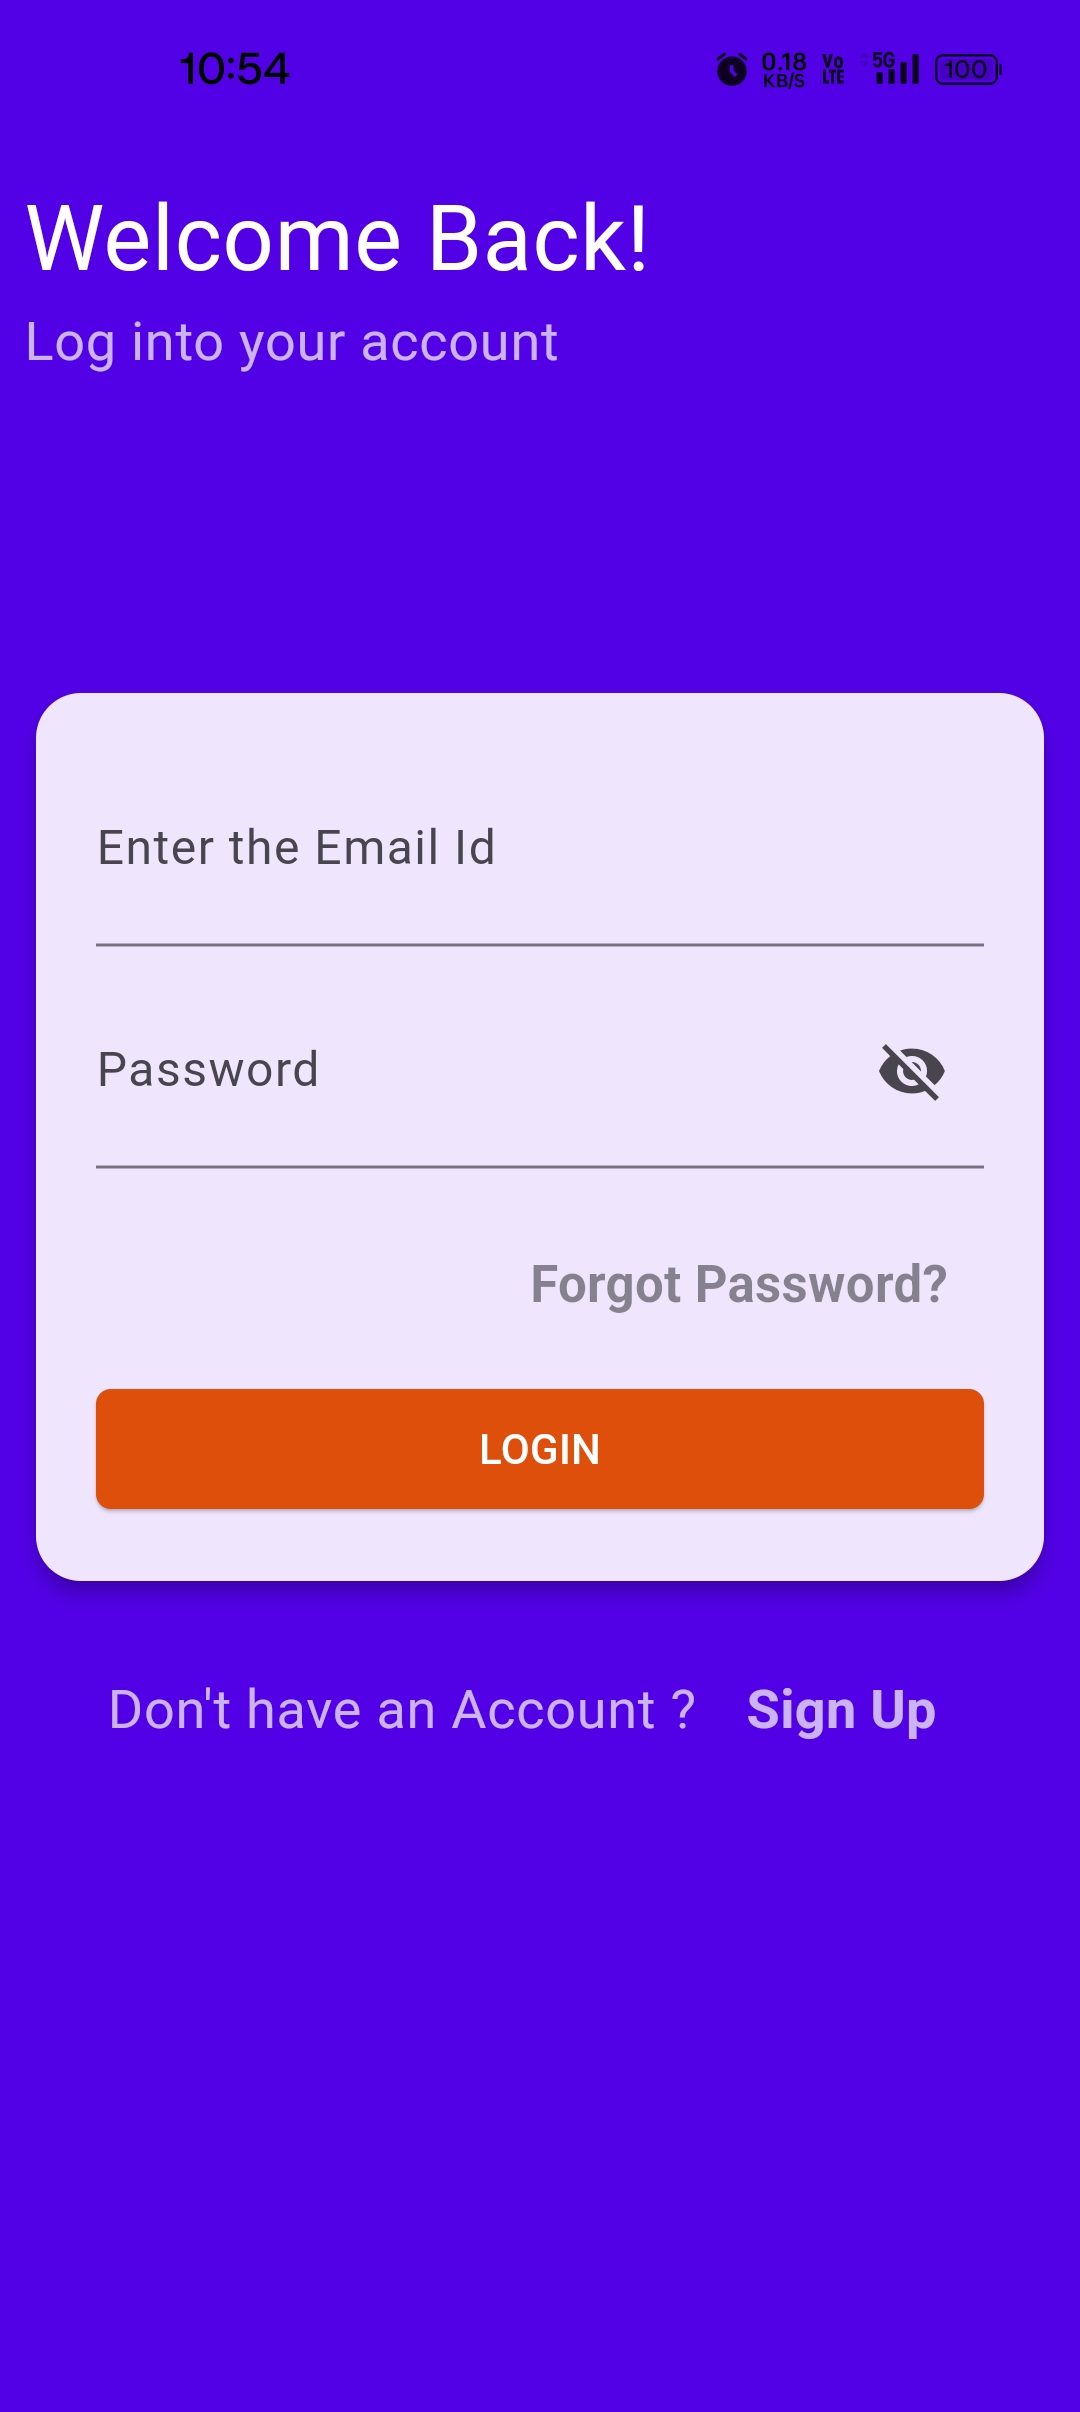 10:54 0.18 KB/S Vo LTE 5G 100
Welcome Back!
Log into your account
Enter the Email Id
Password
Forgot Password?
LOGIN
Don't have an Account ? Sign Up